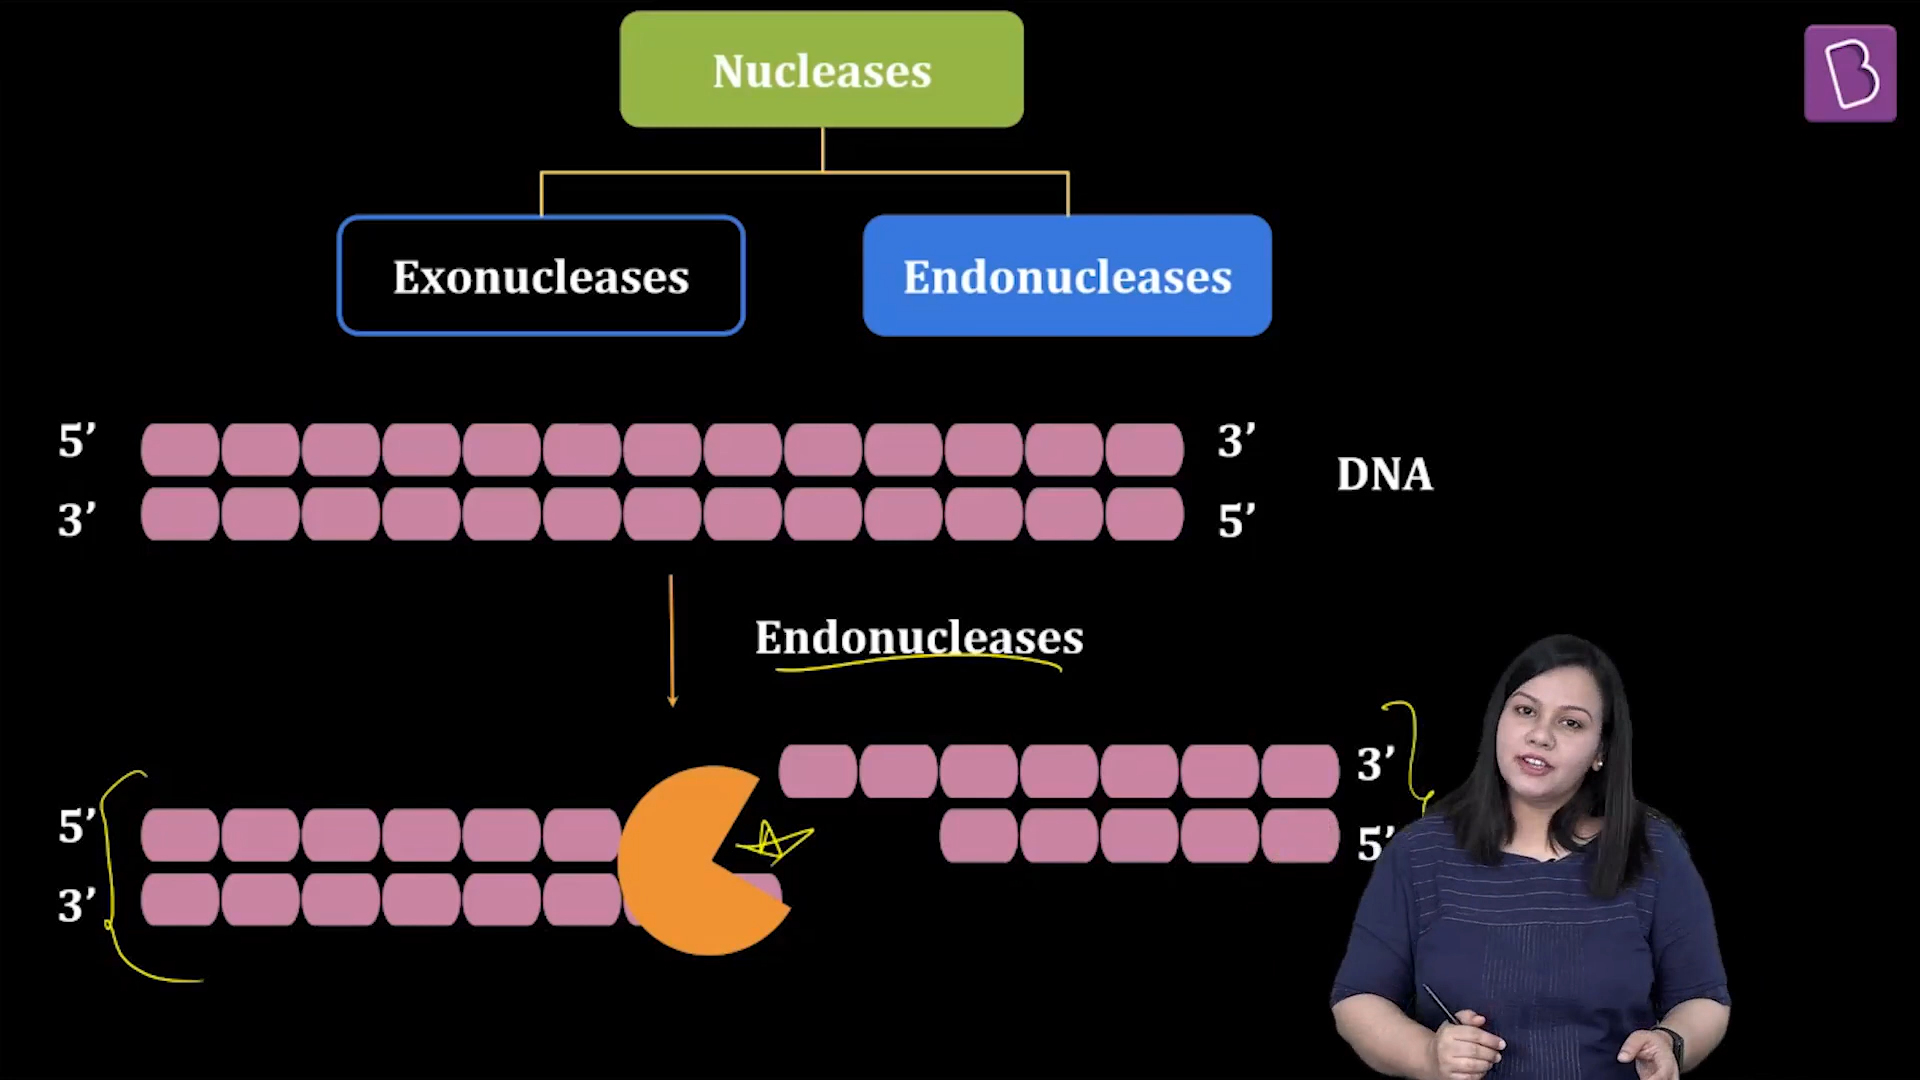 Nucleases
Exonucleases
Endonucleases
5’
3’
DNA
3’
5’
Endonucleases
3’
5’
5’
3’
B